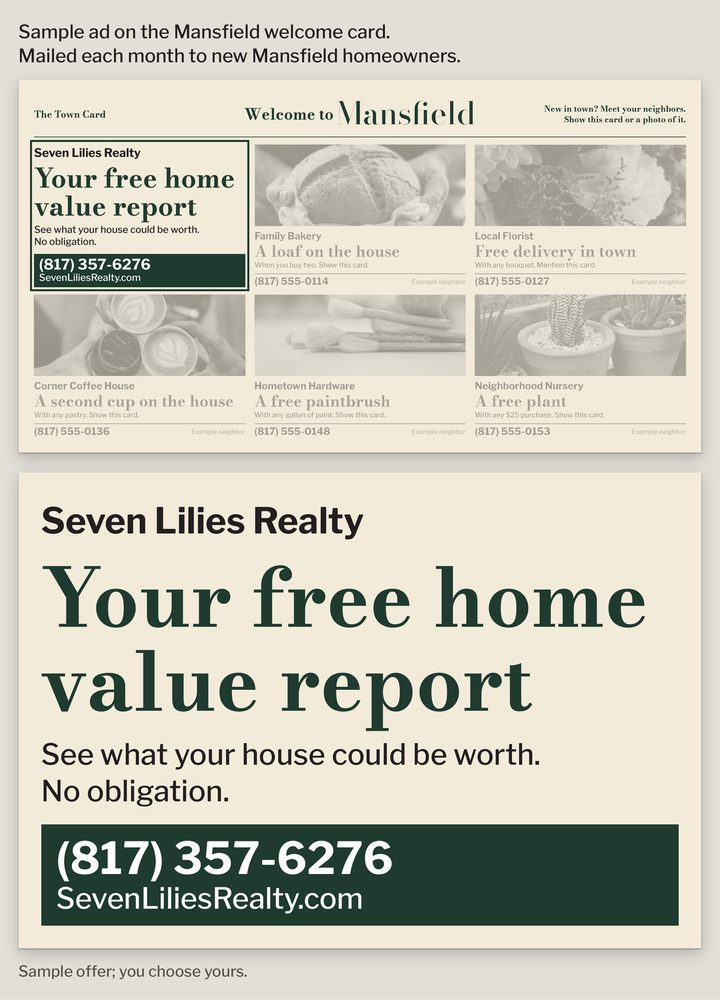 Sample ad on the Mansfield welcome card.
Mailed each month to new Mansfield homeowners.
The Town Card
Welcome to Mansfield
New in town? Meet your neighbors.
Show this card or a photo of it.
Seven Lilies Realty
Your free home
value report
See what your house could be worth.
No obligation.
(817) 357-6276
SevenLiliesRealty.com
Family Bakery
A loaf on the house
When you buy two. Show this card.
(817) 555-0114
Example neighbor
Local Florist
Free delivery in town
With any bouquet. Mention this card.
(817) 555-0127
Example neighbor
Corner Coffee House
A second cup on the house
With any pastry. Show this card.
(817) 555-0136
Example neighbor
Hometown Hardware
A free paintbrush
With any gallon of paint. Show this card.
(817) 555-0148
Example neighbor
Neighborhood Nursery
A free plant
With any $25 purchase. Show this card.
(817) 555-0153
Example neighbor
Seven Lilies Realty
Your free home
value report
See what your house could be worth.
No obligation.
(817) 357-6276
SevenLiliesRealty.com
Sample offer; you choose yours.